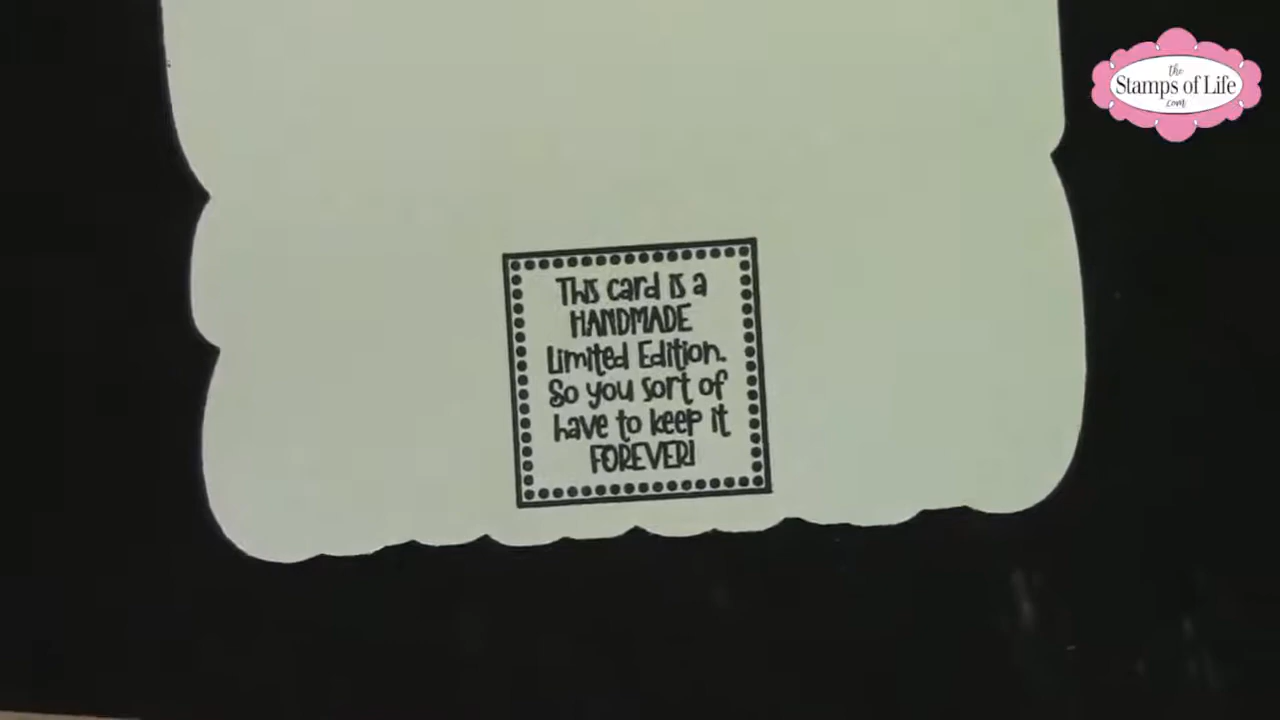 the
Stamps of Life
.com
This card is a
HANDMADE
Limited Edition.
So you sort of
have to keep it
FOREVER!